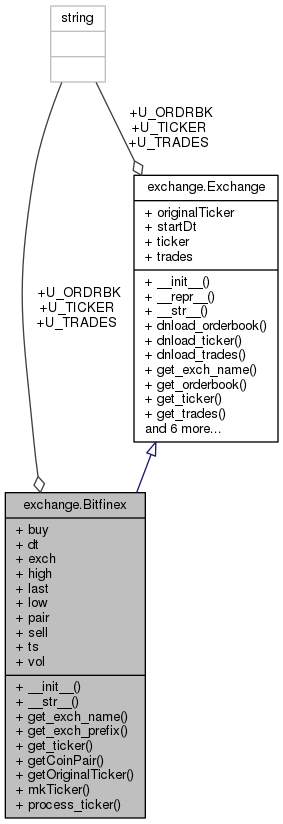 string
+U_ORDRBK
+U_TICKER
+U_TRADES
exchange.Exchange
+ originalTicker
+ startDt
+ ticker
+ trades
+ __init__()
+ __repr__()
+ __str__()
+ dnload_orderbook()
+ dnload_ticker()
+ dnload_trades()
+ get_exch_name()
+ get_orderbook()
+ get_ticker()
+ get_trades()
and 6 more...
+U_ORDRBK
+U_TICKER
+U_TRADES
exchange.Bitfinex
+ buy
+ dt
+ exch
+ high
+ last
+ low
+ pair
+ sell
+ ts
+ vol
+ __init__()
+ __str__()
+ get_exch_name()
+ get_exch_prefix()
+ get_ticker()
+ getCoinPair()
+ getOriginalTicker()
+ mkTicker()
+ process_ticker()